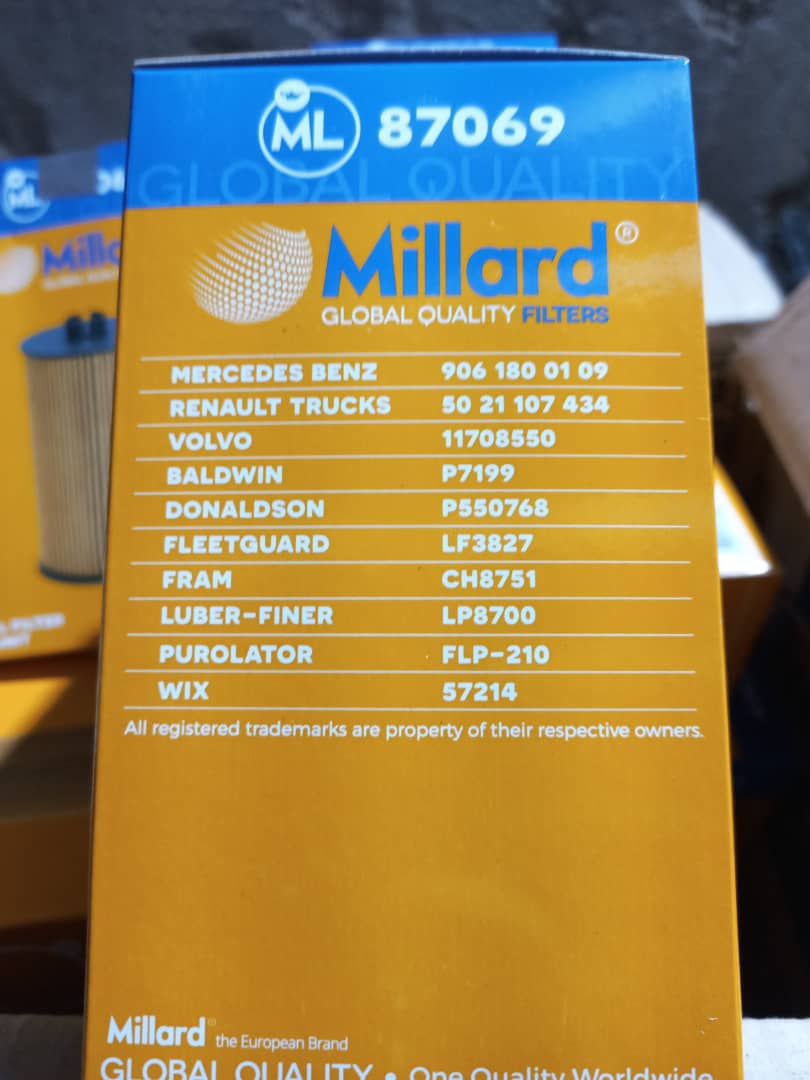 ML 87069
GLOBAL QUALITY
Millard®
GLOBAL QUALITY FILTERS
MERCEDES BENZ 906 180 01 09
RENAULT TRUCKS 50 21 107 434
VOLVO 11708550
BALDWIN P7199
DONALDSON P550768
FLEETGUARD LF3827
FRAM CH8751
LUBER-FINER LP8700
PUROLATOR FLP-210
WIX 57214
All registered trademarks are property of their respective owners.
Millard® the European Brand
GLOBAL QUALITY • One Quality Worldwide
ML
FILTER